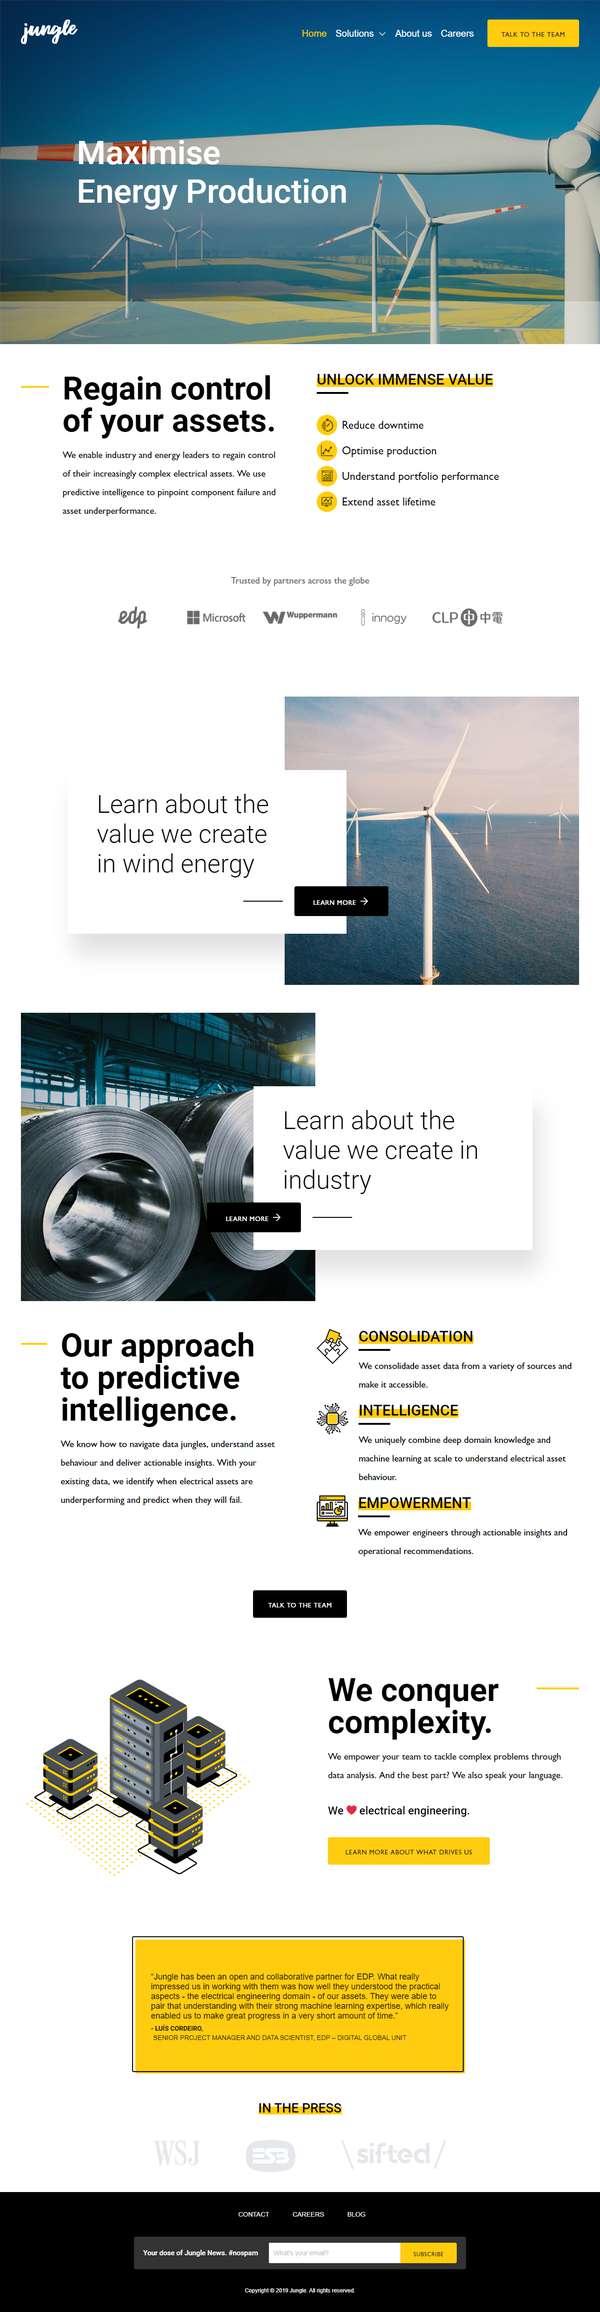 jungle
Home Solutions About us Careers TALK TO THE TEAM
Maximise
Energy Production
Regain control
of your assets.
We enable industry and energy leaders to regain control
of their increasingly complex electrical assets. We use
predictive intelligence to pinpoint component failure and
asset underperformance.
UNLOCK IMMENSE VALUE
Reduce downtime
Optimise production
Understand portfolio performance
Extend asset lifetime
Trusted by partners across the globe
edp Microsoft Wuppermann innogy CLP 中電
Learn about the
value we create
in wind energy
LEARN MORE
Learn about the
value we create in
industry
LEARN MORE
Our approach
to predictive
intelligence.
We know how to navigate data jungles, understand asset
behaviour and deliver actionable insights. With your
existing data, we identify when electrical assets are
underperforming and predict when they will fail.
CONSOLIDATION
We consolidade asset data from a variety of sources and
make it accessible.
INTELLIGENCE
We uniquely combine deep domain knowledge and
machine learning at scale to understand electrical asset
behaviour.
EMPOWERMENT
We empower engineers through actionable insights and
operational recommendations.
TALK TO THE TEAM
We conquer
complexity.
We empower your team to tackle complex problems through
data analysis. And the best part? We also speak your language.
We ❤ electrical engineering.
LEARN MORE ABOUT WHAT DRIVES US
"Jungle has been an open and collaborative partner for EDP. What really
impressed us in working with them was how well they understood the practical
aspects - the electrical engineering domain - of our assets. They were able to
pair that understanding with their strong machine learning expertise, which really
enabled us to make great progress in a very short amount of time."
- LUÍS CORDEIRO,
SENIOR PROJECT MANAGER AND DATA SCIENTIST, EDP – DIGITAL GLOBAL UNIT
IN THE PRESS
WSJ ESB \sifted/
CONTACT CAREERS BLOG
Your dose of Jungle News. #nospam What's your email? SUBSCRIBE
Copyright © 2019 Jungle. All rights reserved.